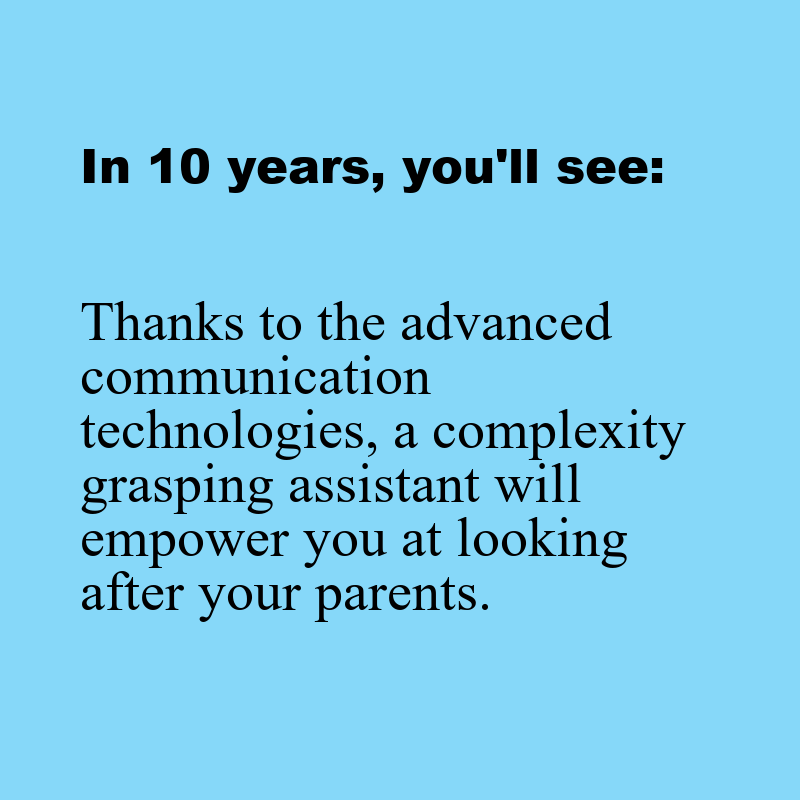 In 10 years, you'll see:
Thanks to the advanced
communication
technologies, a complexity
grasping assistant will
empower you at looking
after your parents.